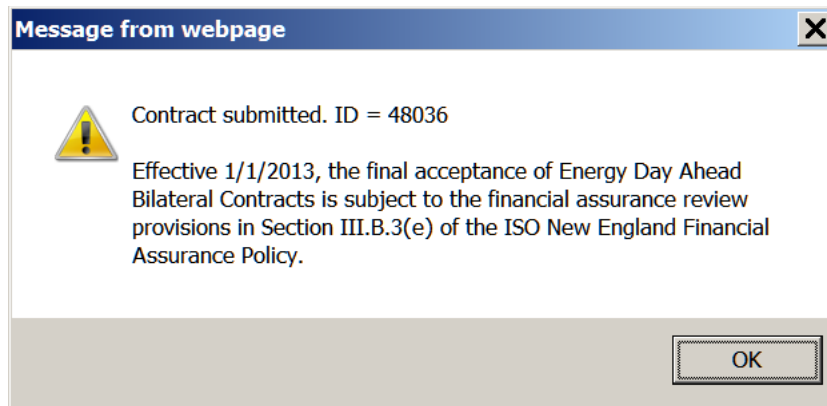 Message from webpage
Contract submitted. ID = 48036
Effective 1/1/2013, the final acceptance of Energy Day Ahead
Bilateral Contracts is subject to the financial assurance review
provisions in Section III.B.3(e) of the ISO New England Financial
Assurance Policy.
OK